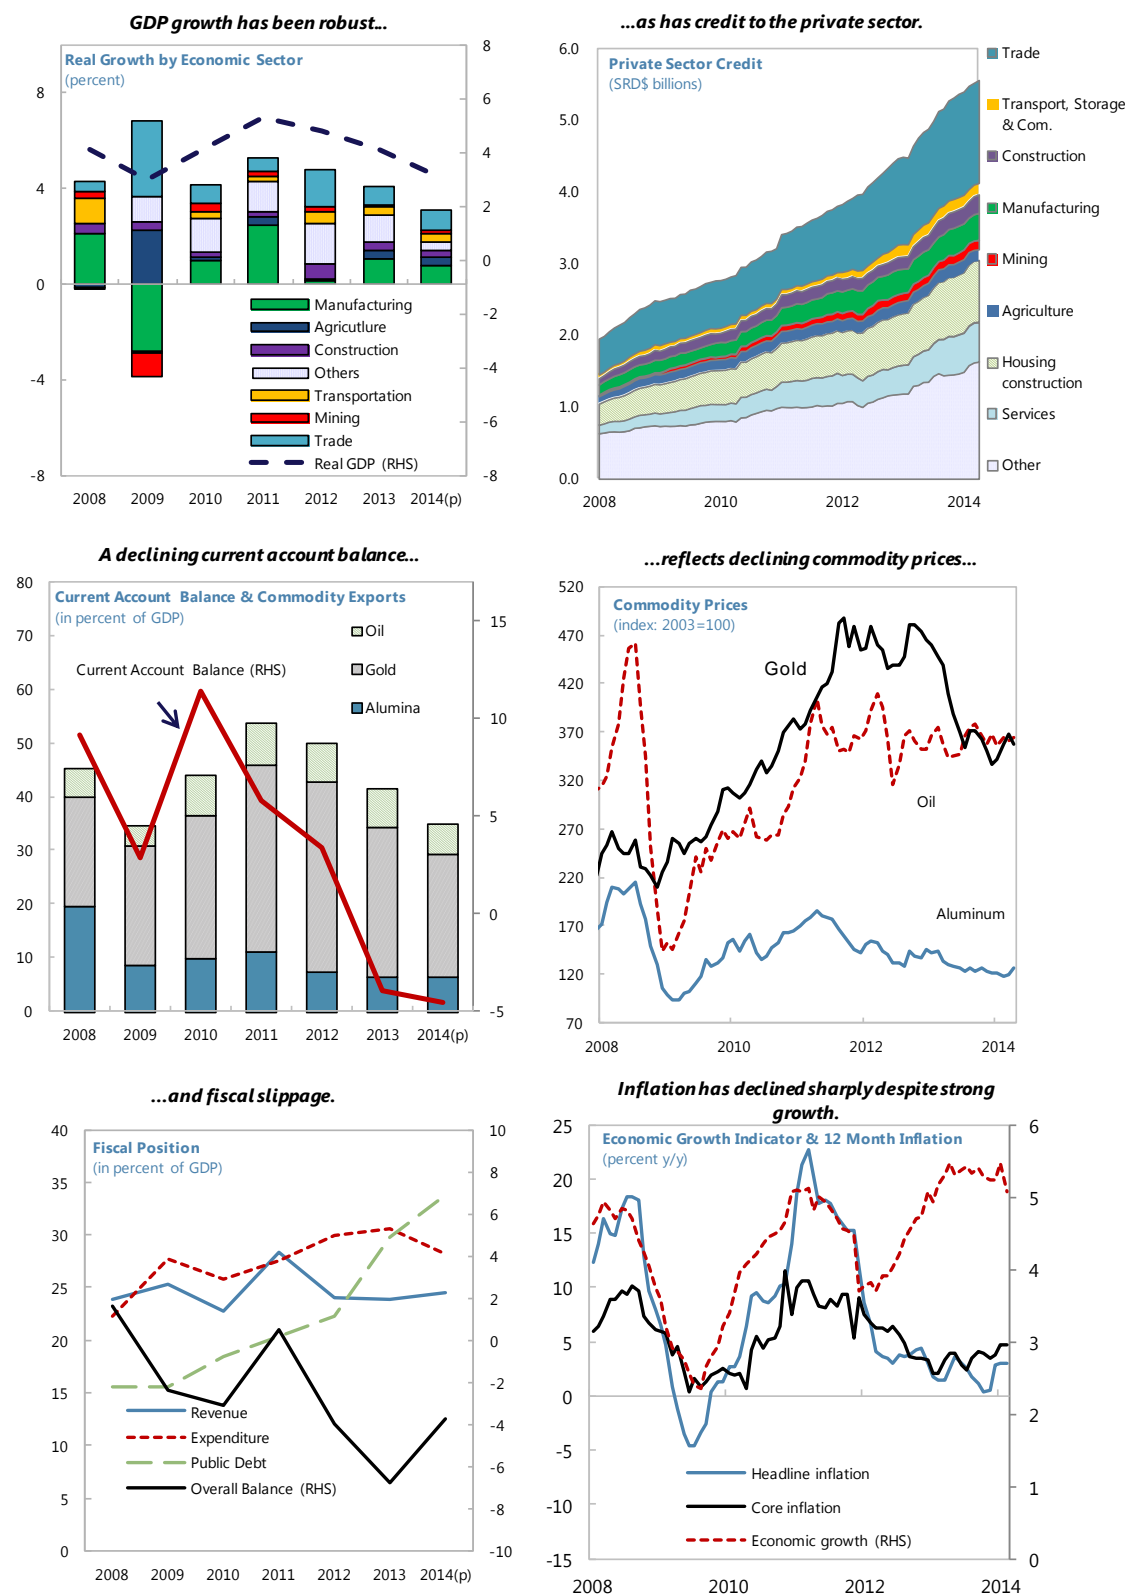 GDP growth has been robust...
Real Growth by Economic Sector
(percent)
8
4
0
-4
-8
8
6
4
2
0
-2
-4
-6
-8
Manufacturing
Agricutlure
Construction
Others
Transportation
Mining
Trade
Real GDP (RHS)
2008 2009 2010 2011 2012 2013 2014(p)
...as has credit to the private sector.
Private Sector Credit
(SRD$ billions)
6.0
5.0
4.0
3.0
2.0
1.0
0.0
2008 2010 2012 2014
Trade
Transport, Storage
& Com.
Construction
Manufacturing
Mining
Agriculture
Housing
construction
Services
Other
A declining current account balance...
Current Account Balance & Commodity Exports
(in percent of GDP)
80
70
60
50
40
30
20
10
0
15
10
5
0
-5
Oil
Gold
Alumina
Current Account Balance (RHS)
2008 2009 2010 2011 2012 2013 2014(p)
...reflects declining commodity prices...
Commodity Prices
(index: 2003=100)
520
470
420
370
320
270
220
170
120
70
Gold
Oil
Aluminum
2008 2010 2012 2014
...and fiscal slippage.
Fiscal Position
(in percent of GDP)
40
35
30
25
20
15
10
5
0
10
8
6
4
2
0
-2
-4
-6
-8
-10
Revenue
Expenditure
Public Debt
Overall Balance (RHS)
2008 2009 2010 2011 2012 2013 2014(p)
Inflation has declined sharply despite strong
growth.
Economic Growth Indicator & 12 Month Inflation
(percent y/y)
25
20
15
10
5
0
-5
-10
-15
6
5
4
3
2
1
0
Headline inflation
Core inflation
Economic growth (RHS)
2008 2010 2012 2014